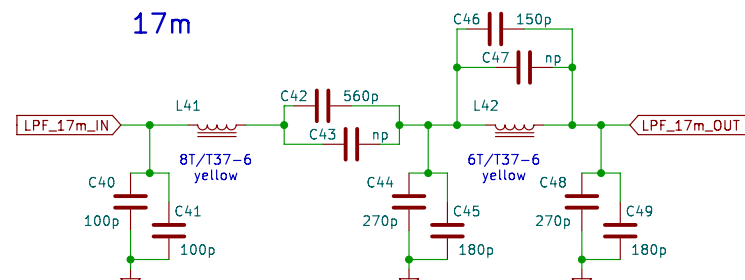 17m
C46 150p
C47 np
L41
C42 560p
L42
LPF_17m_IN
C43 np
LPF_17m_OUT
8T/T37-6
yellow
6T/T37-6
yellow
C40
100p
C41
100p
C44
270p
C45
180p
C48
270p
C49
180p